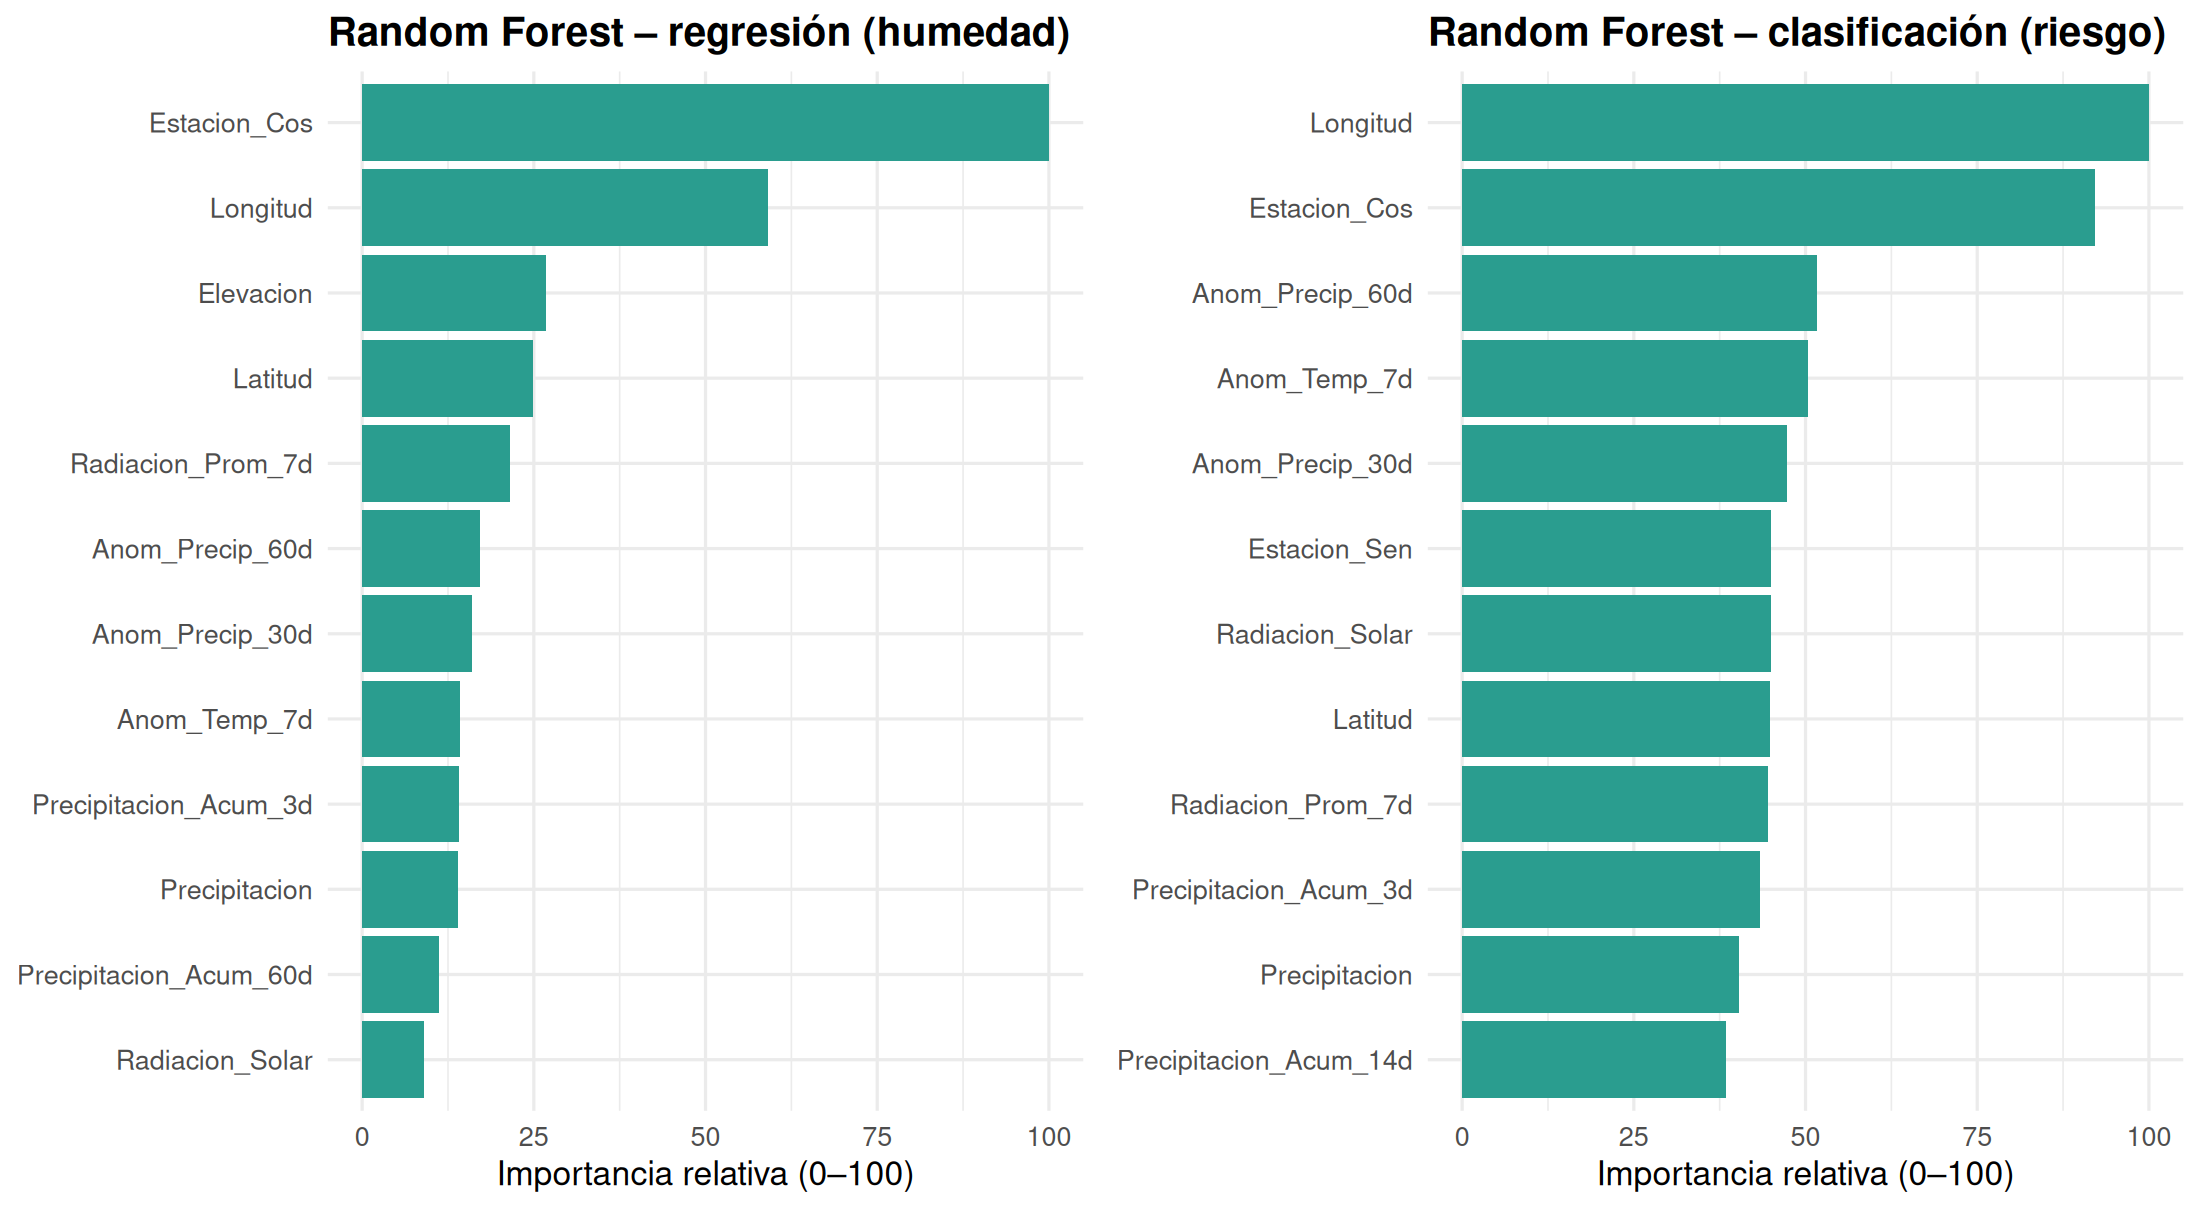 Random Forest – regresión (humedad)
Estacion_Cos
Longitud
Elevacion
Latitud
Radiacion_Prom_7d
Anom_Precip_60d
Anom_Precip_30d
Anom_Temp_7d
Precipitacion_Acum_3d
Precipitacion
Precipitacion_Acum_60d
Radiacion_Solar
0 25 50 75 100
Importancia relativa (0–100)
Random Forest – clasificación (riesgo)
Longitud
Estacion_Cos
Anom_Precip_60d
Anom_Temp_7d
Anom_Precip_30d
Estacion_Sen
Radiacion_Solar
Latitud
Radiacion_Prom_7d
Precipitacion_Acum_3d
Precipitacion
Precipitacion_Acum_14d
0 25 50 75 100
Importancia relativa (0–100)